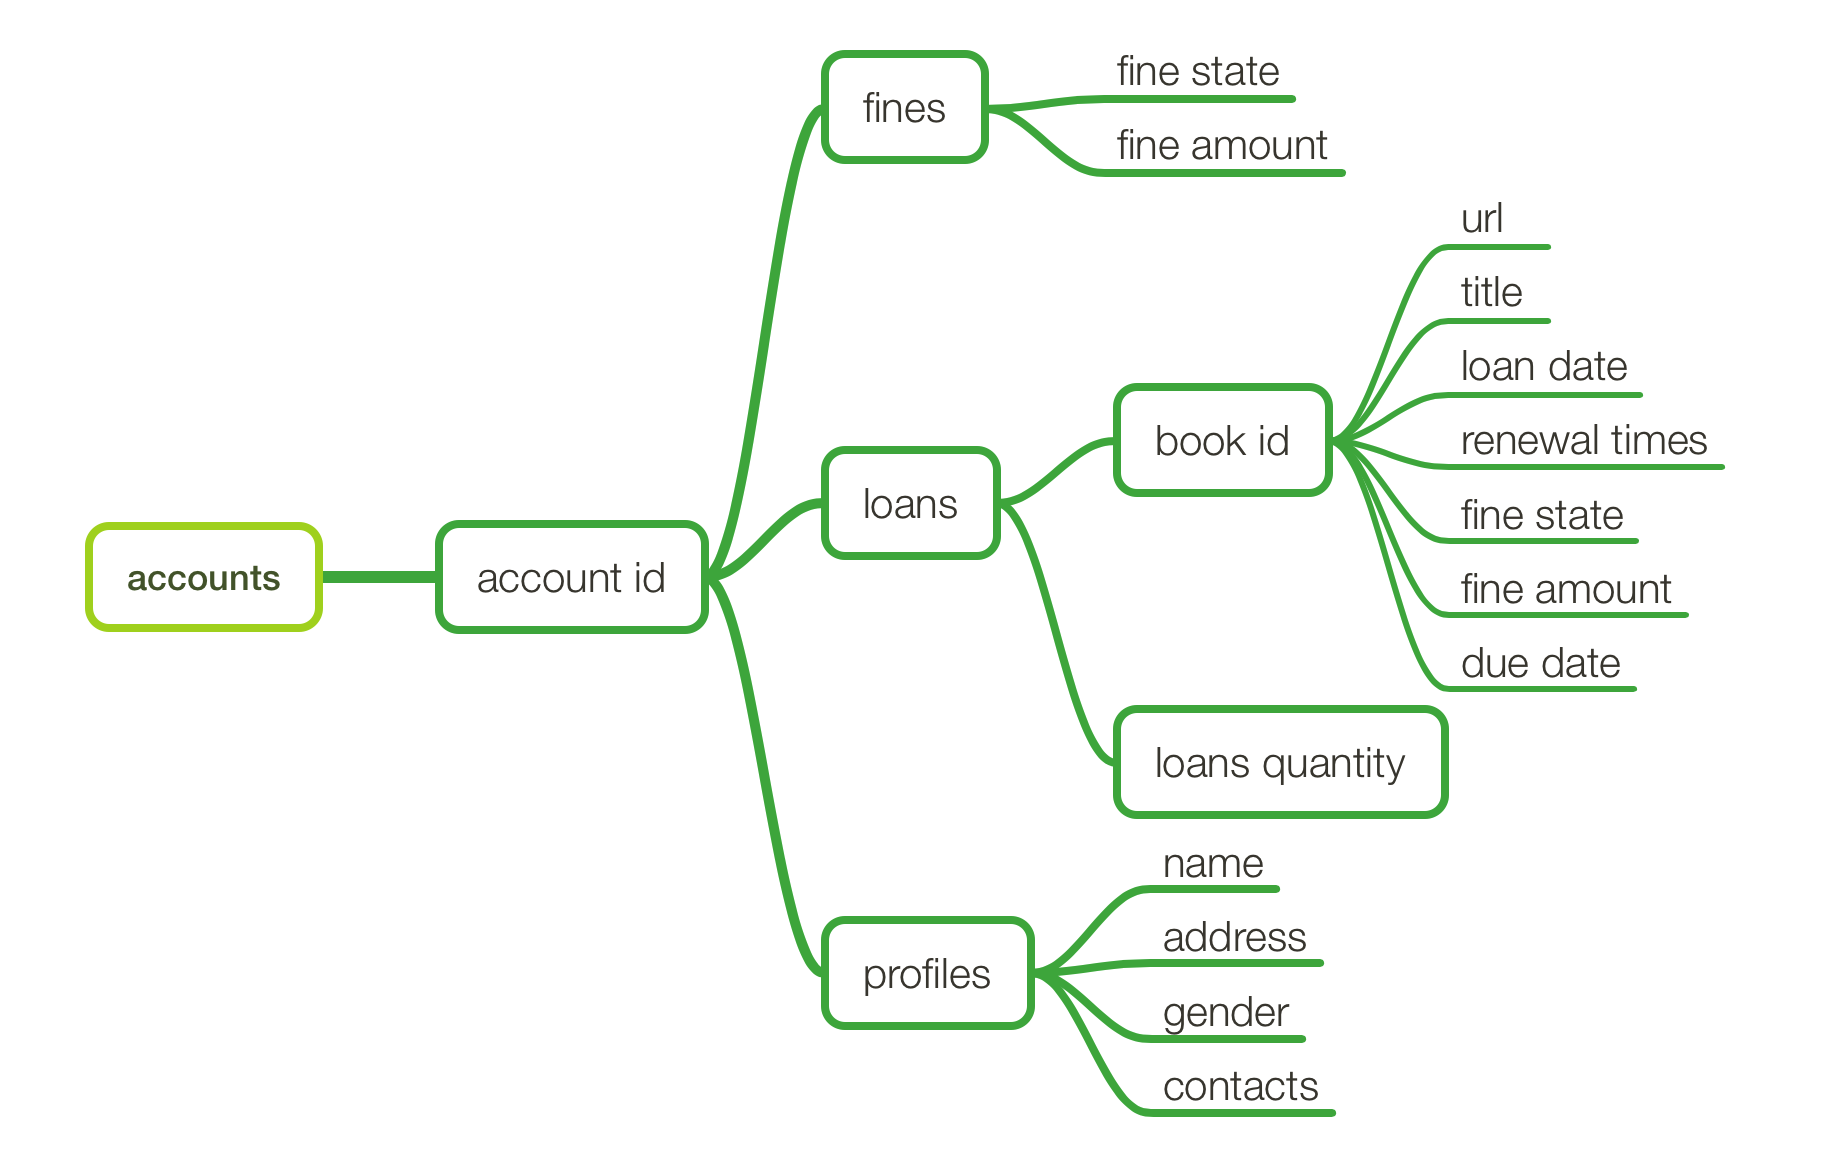 accounts
account id
fines
fine state
fine amount
loans
book id
url
title
loan date
renewal times
fine state
fine amount
due date
loans quantity
profiles
name
address
gender
contacts